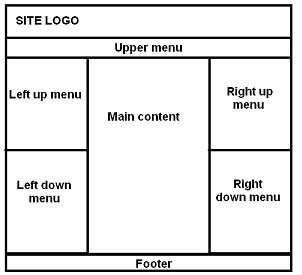 SITE LOGO
Upper menu
Left up menu
Main content
Right up
menu
Left down
menu
Right
down menu
Footer